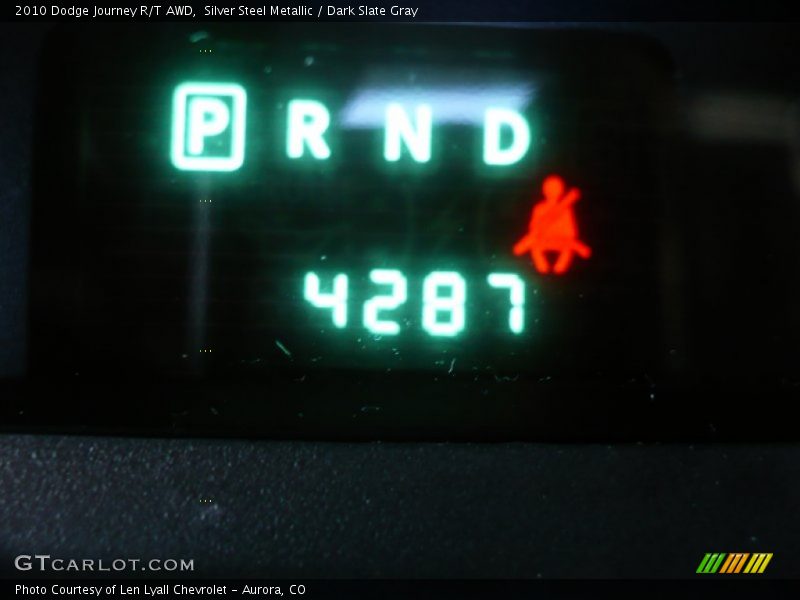 2010 Dodge Journey R/T AWD,  Silver Steel Metallic / Dark Slate Gray
P R N D
4287
GTCARLOT.COM
Photo Courtesy of Len Lyall Chevrolet - Aurora, CO